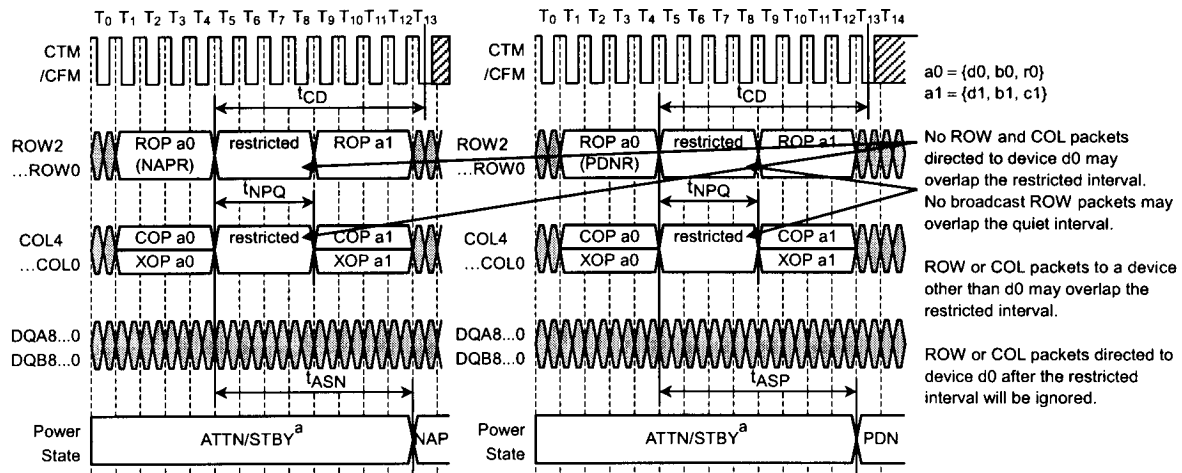 T0 T1 T2 T3 T4 T5 T6 T7 T8 T9 T10 T11 T12 T13
CTM
/CFM
tCD
ROW2
...ROW0
ROP a0
(NAPR)
restricted
ROP a1
tNPQ
COL4
...COL0
COP a0
XOP a0
restricted
COP a1
XOP a1
DQA8...0
DQB8...0
tASN
Power
State
ATTN/STBYa
NAP
T0 T1 T2 T3 T4 T5 T6 T7 T8 T9 T10 T11 T12 T13 T14
CTM
/CFM
tCD
ROW2
...ROW0
ROP a0
(PDNR)
restricted
ROP a1
tNPQ
COL4
...COL0
COP a0
XOP a0
restricted
COP a1
XOP a1
DQA8...0
DQB8...0
tASP
Power
State
ATTN/STBYa
PDN
a0 = {d0, b0, r0}
a1 = {d1, b1, c1}
No ROW and COL packets
directed to device d0 may
overlap the restricted interval.
No broadcast ROW packets may
overlap the quiet interval.
ROW or COL packets to a device
other than d0 may overlap the
restricted interval.
ROW or COL packets directed to
device d0 after the restricted
interval will be ignored.